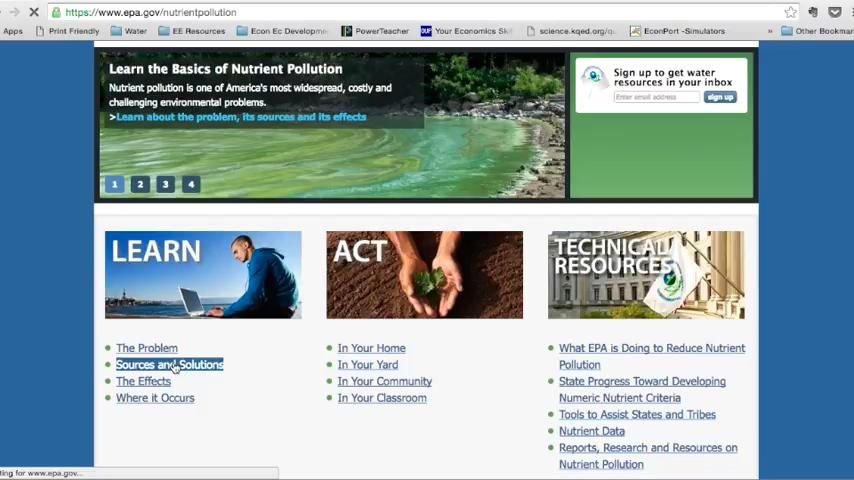 https://www.epa.gov/nutrientpollution
Apps Print Friendly Water EE Resources Econ Ec Developme PowerTeacher OUP Your Economics Ski science.kqed.org/qu EconPort -Simulators » Other Bookmar
Learn the Basics of Nutrient Pollution
Nutrient pollution is one of America's most widespread, costly and
challenging environmental problems.
>Learn about the problem, its sources and its effects
1 2 3 4
Sign up to get water
resources in your inbox
Enter email address sign up
LEARN
The Problem
Sources and Solutions
The Effects
Where it Occurs
ACT
In Your Home
In Your Yard
In Your Community
In Your Classroom
TECHNICAL
RESOURCES
What EPA is Doing to Reduce Nutrient
Pollution
State Progress Toward Developing
Numeric Nutrient Criteria
Tools to Assist States and Tribes
Nutrient Data
Reports, Research and Resources on
Nutrient Pollution
ting for www.epa.gov...